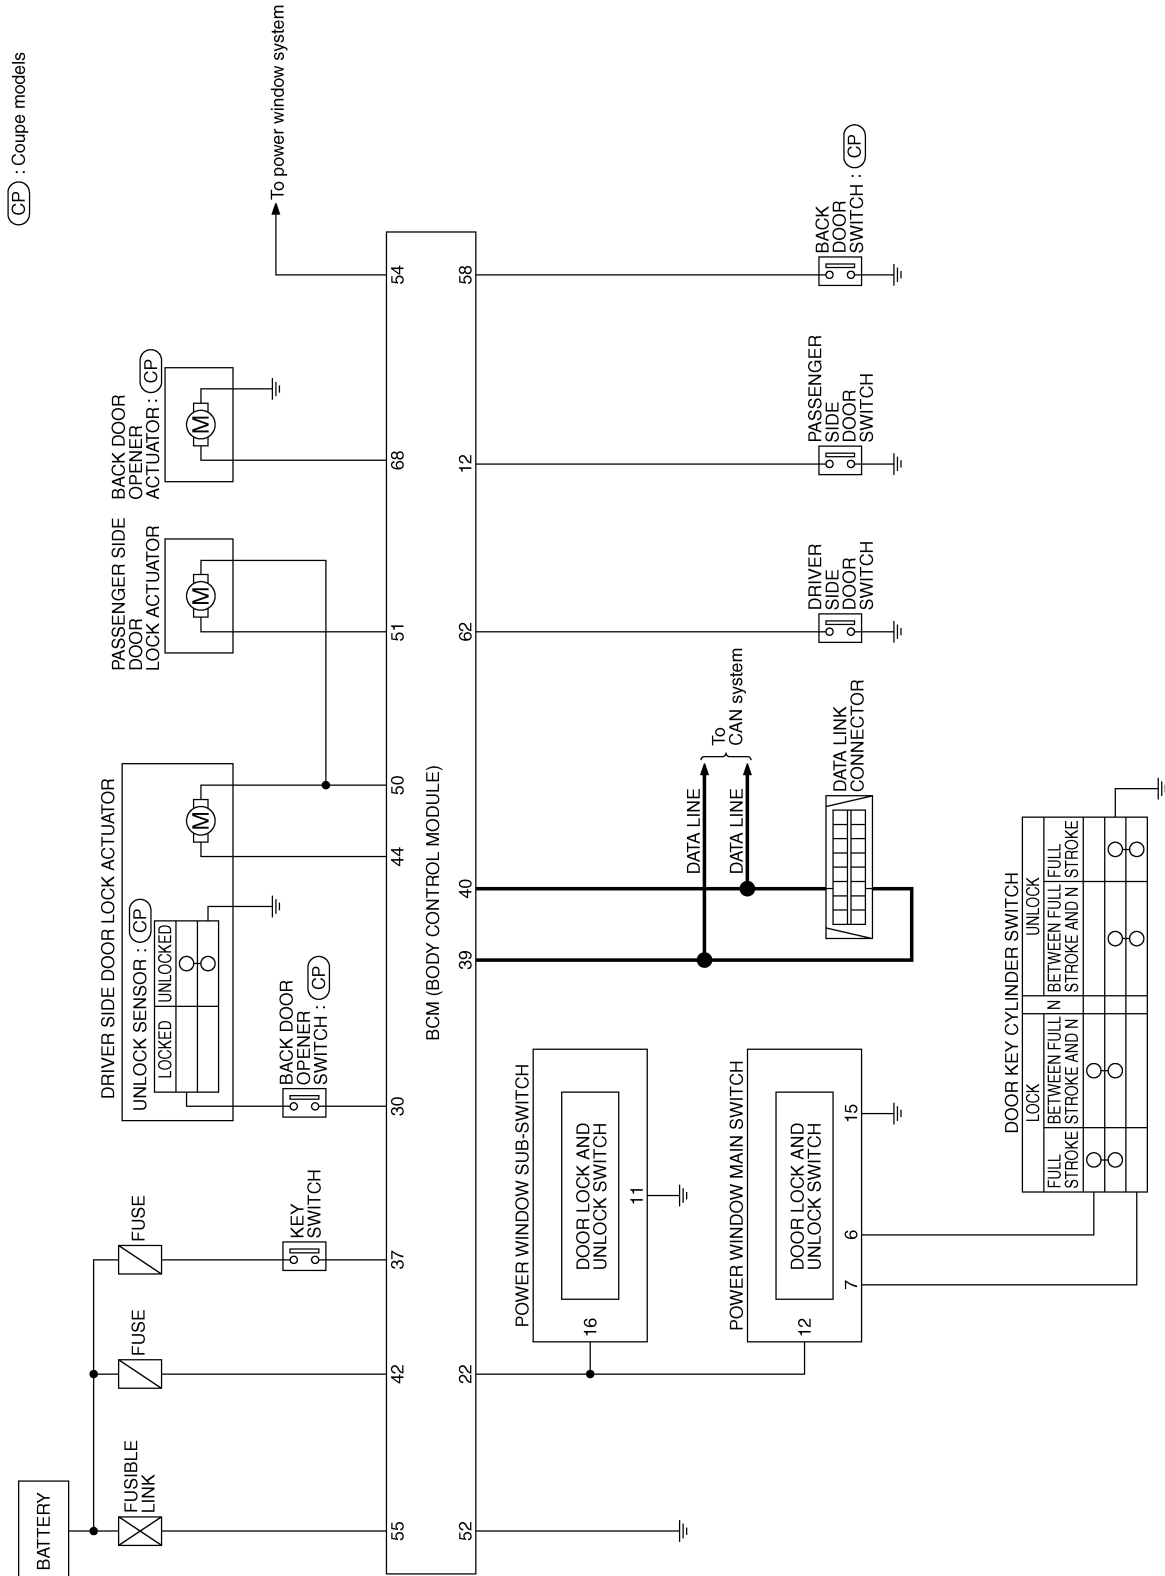 CP : Coupe models
BATTERY
FUSIBLE
LINK
FUSE
FUSE
KEY
SWITCH
DRIVER SIDE DOOR LOCK ACTUATOR
UNLOCK SENSOR : CP
LOCKED UNLOCKED
BACK DOOR
OPENER
SWITCH : CP
PASSENGER SIDE
DOOR
LOCK ACTUATOR
BACK DOOR
OPENER
ACTUATOR : CP
M
M
M
To power window system
55 42 37 30 44 50 51 68 54
BCM (BODY CONTROL MODULE)
52 22 39 40 62 12 58
POWER WINDOW SUB-SWITCH
DOOR LOCK AND
UNLOCK SWITCH
16
11
POWER WINDOW MAIN SWITCH
DOOR LOCK AND
UNLOCK SWITCH
12
15
7
6
DATA LINE
DATA LINE
To
CAN system
DATA LINK
CONNECTOR
DRIVER
SIDE
DOOR
SWITCH
PASSENGER
SIDE
DOOR
SWITCH
BACK
DOOR
SWITCH : CP
DOOR KEY CYLINDER SWITCH
LOCK N UNLOCK
FULL
STROKE
BETWEEN FULL
STROKE AND N
BETWEEN FULL
STROKE AND N
FULL
STROKE